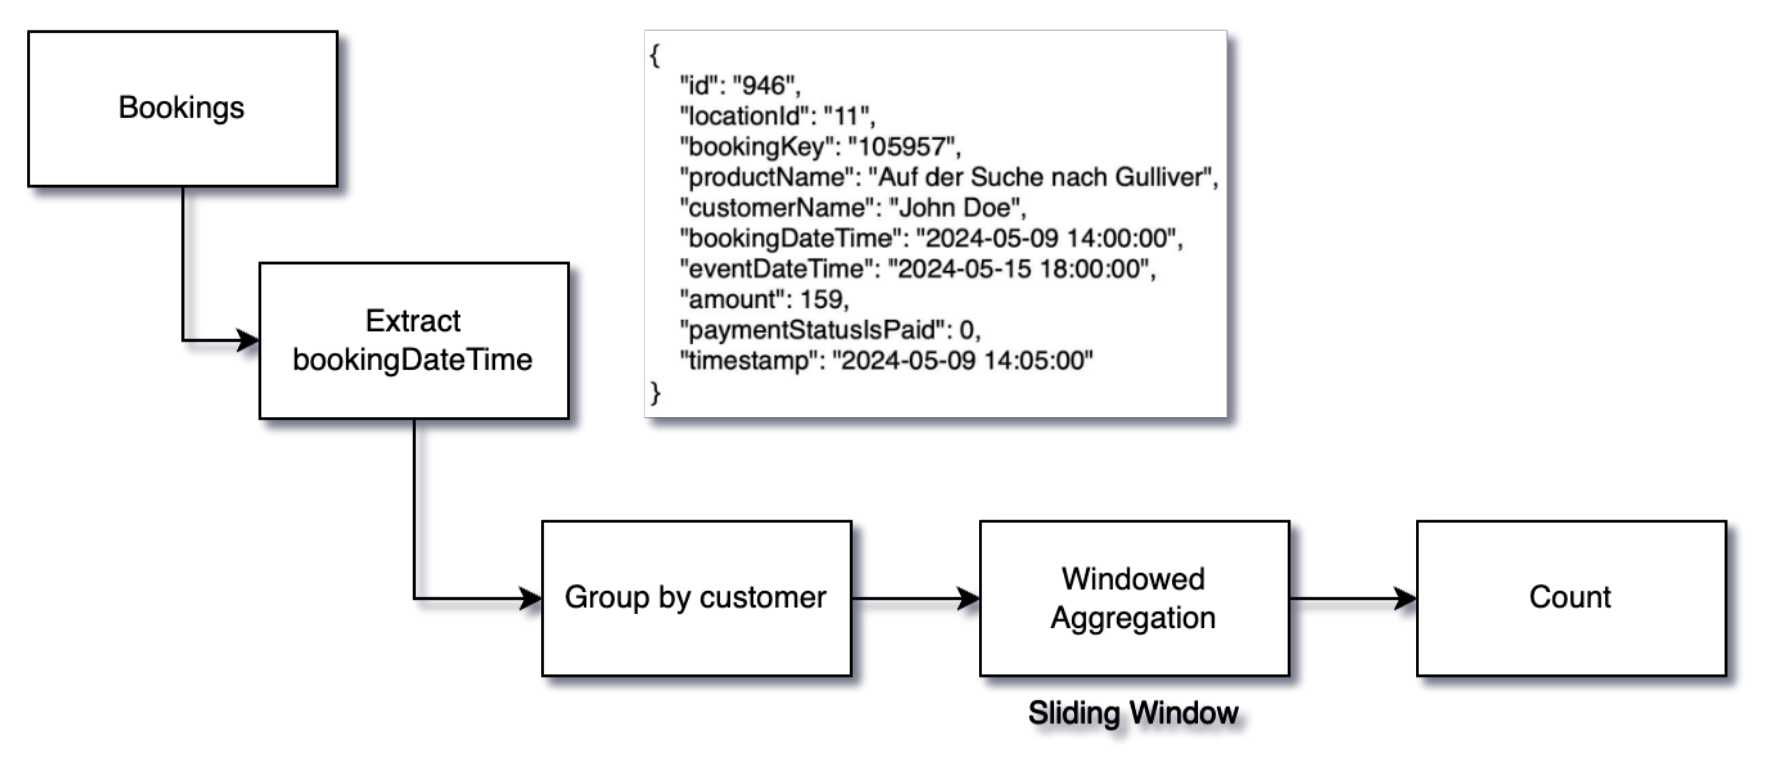 Bookings
{
"id": "946",
"locationId": "11",
"bookingKey": "105957",
"productName": "Auf der Suche nach Gulliver",
"customerName": "John Doe",
"bookingDateTime": "2024-05-09 14:00:00",
"eventDateTime": "2024-05-15 18:00:00",
"amount": 159,
"paymentStatusIsPaid": 0,
"timestamp": "2024-05-09 14:05:00"
}
Extract
bookingDateTime
Group by customer
Windowed
Aggregation
Sliding Window
Count